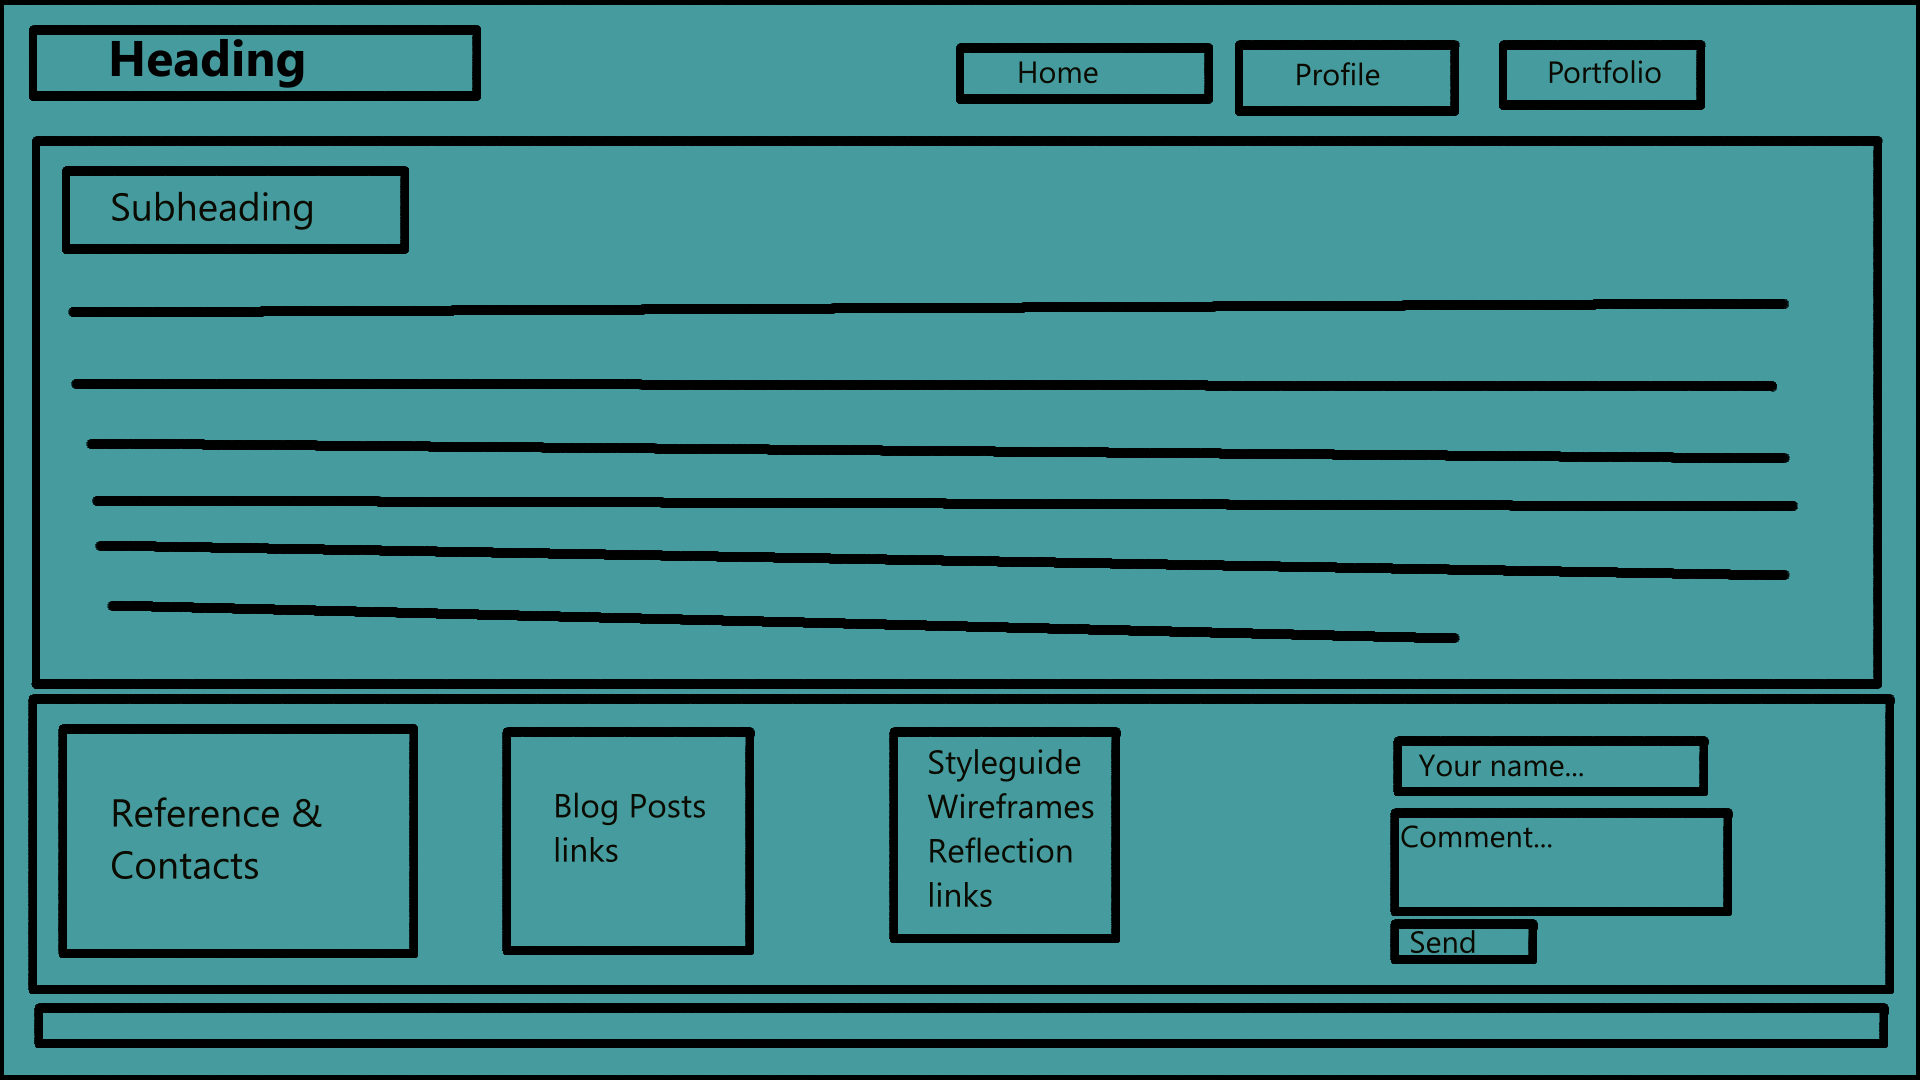 Heading
Home
Profile
Portfolio
Subheading
Reference &
Contacts
Blog Posts
links
Styleguide
Wireframes
Reflection
links
Your name...
Comment...
Send